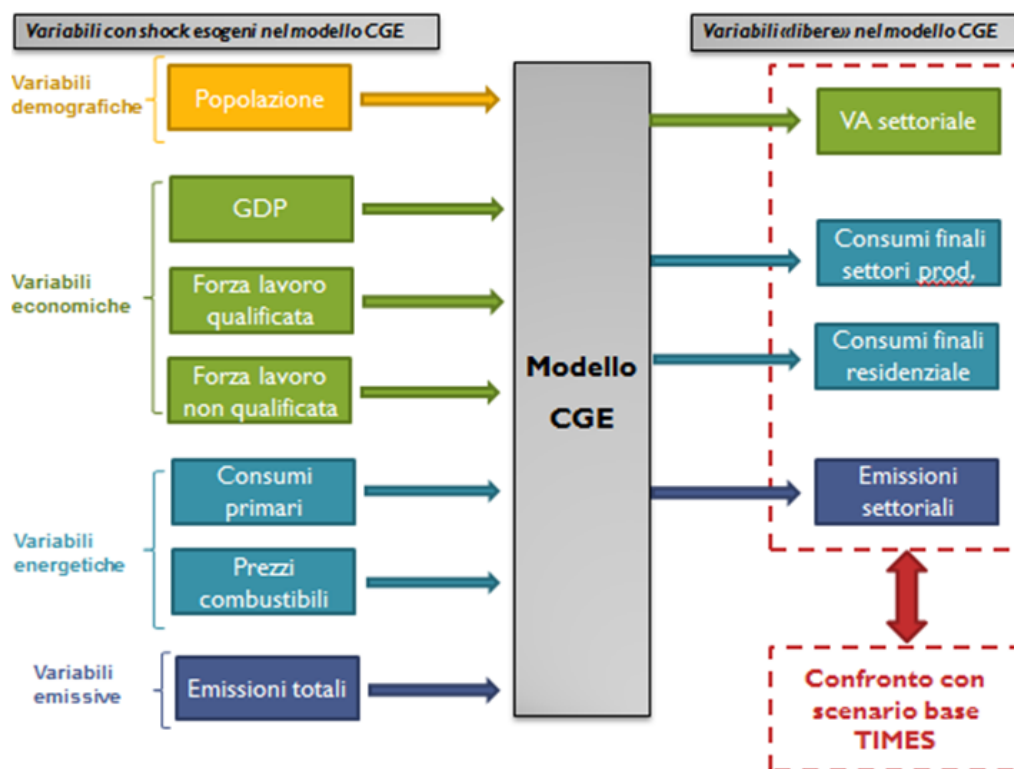 Variabili con shock esogeni nel modello CGE
Variabili «libere» nel modello CGE
Variabili
demografiche
Popolazione
Variabili
economiche
GDP
Forza lavoro
qualificata
Forza lavoro
non qualificata
Variabili
energetiche
Consumi
primari
Prezzi
combustibili
Variabili
emissive
Emissioni totali
Modello
CGE
VA settoriale
Consumi finali
settori prod.
Consumi finali
residenziale
Emissioni
settoriali
Confronto con
scenario base
TIMES